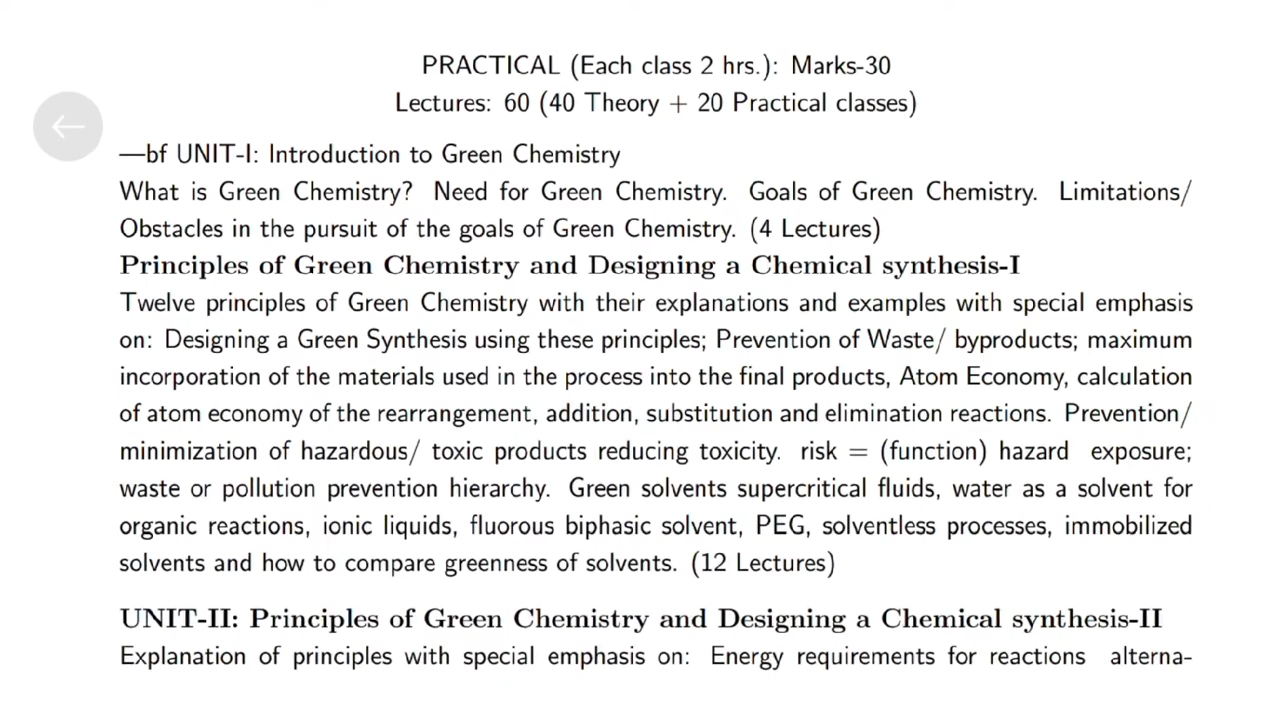 PRACTICAL (Each class 2 hrs.): Marks-30
Lectures: 60 (40 Theory + 20 Practical classes)
—bf UNIT-I: Introduction to Green Chemistry
What is Green Chemistry? Need for Green Chemistry. Goals of Green Chemistry. Limitations/
Obstacles in the pursuit of the goals of Green Chemistry. (4 Lectures)
Principles of Green Chemistry and Designing a Chemical synthesis-I
Twelve principles of Green Chemistry with their explanations and examples with special emphasis
on: Designing a Green Synthesis using these principles; Prevention of Waste/ byproducts; maximum
incorporation of the materials used in the process into the final products, Atom Economy, calculation
of atom economy of the rearrangement, addition, substitution and elimination reactions. Prevention/
minimization of hazardous/ toxic products reducing toxicity. risk = (function) hazard exposure;
waste or pollution prevention hierarchy. Green solvents supercritical fluids, water as a solvent for
organic reactions, ionic liquids, fluorous biphasic solvent, PEG, solventless processes, immobilized
solvents and how to compare greenness of solvents. (12 Lectures)
UNIT-II: Principles of Green Chemistry and Designing a Chemical synthesis-II
Explanation of principles with special emphasis on: Energy requirements for reactions alterna-